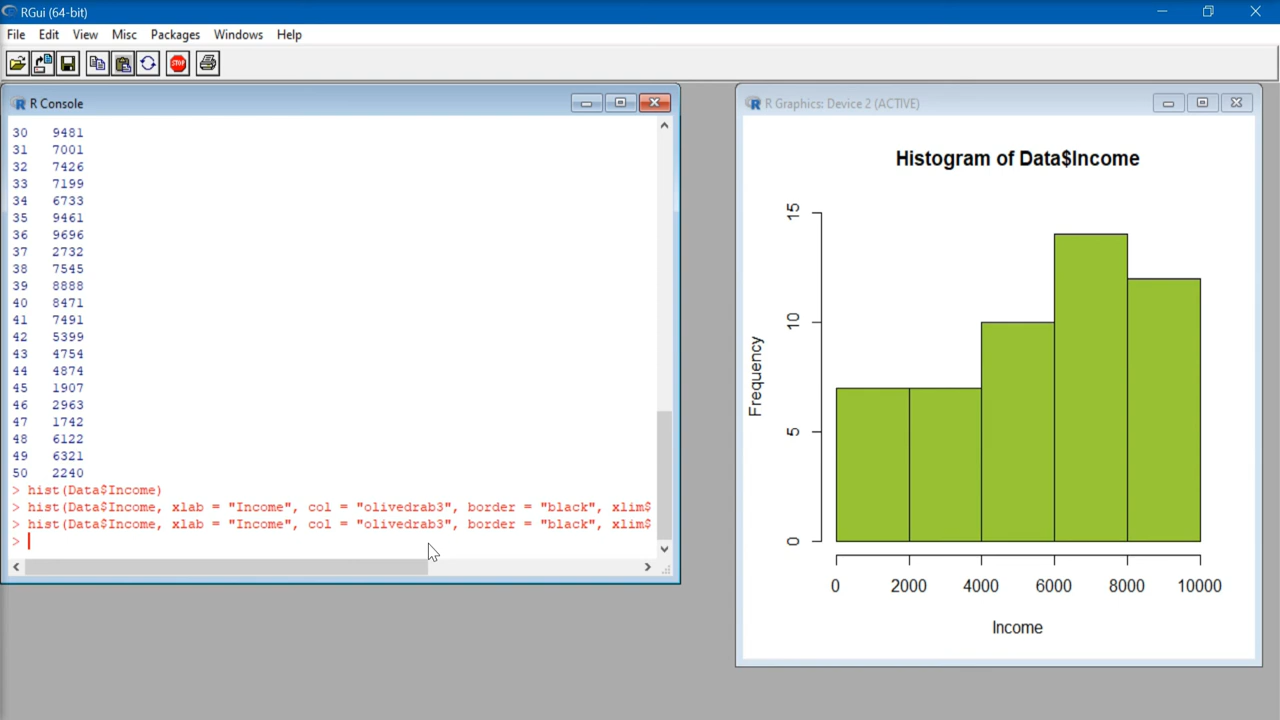 RGui (64-bit)
File Edit View Misc Packages Windows Help
STOP
R Console
30 9481
31 7001
32 7426
33 7199
34 6733
35 9461
36 9696
37 2732
38 7545
39 8888
40 8471
41 7491
42 5399
43 4754
44 4874
45 1907
46 2963
47 1742
48 6122
49 6321
50 2240
> hist(Data$Income)
> hist(Data$Income, xlab = "Income", col = "olivedrab3", border = "black", xlim$
> hist(Data$Income, xlab = "Income", col = "olivedrab3", border = "black", xlim$
>
R Graphics: Device 2 (ACTIVE)
Histogram of Data$Income
Frequency
15
10
5
0
0 2000 4000 6000 8000 10000
Income